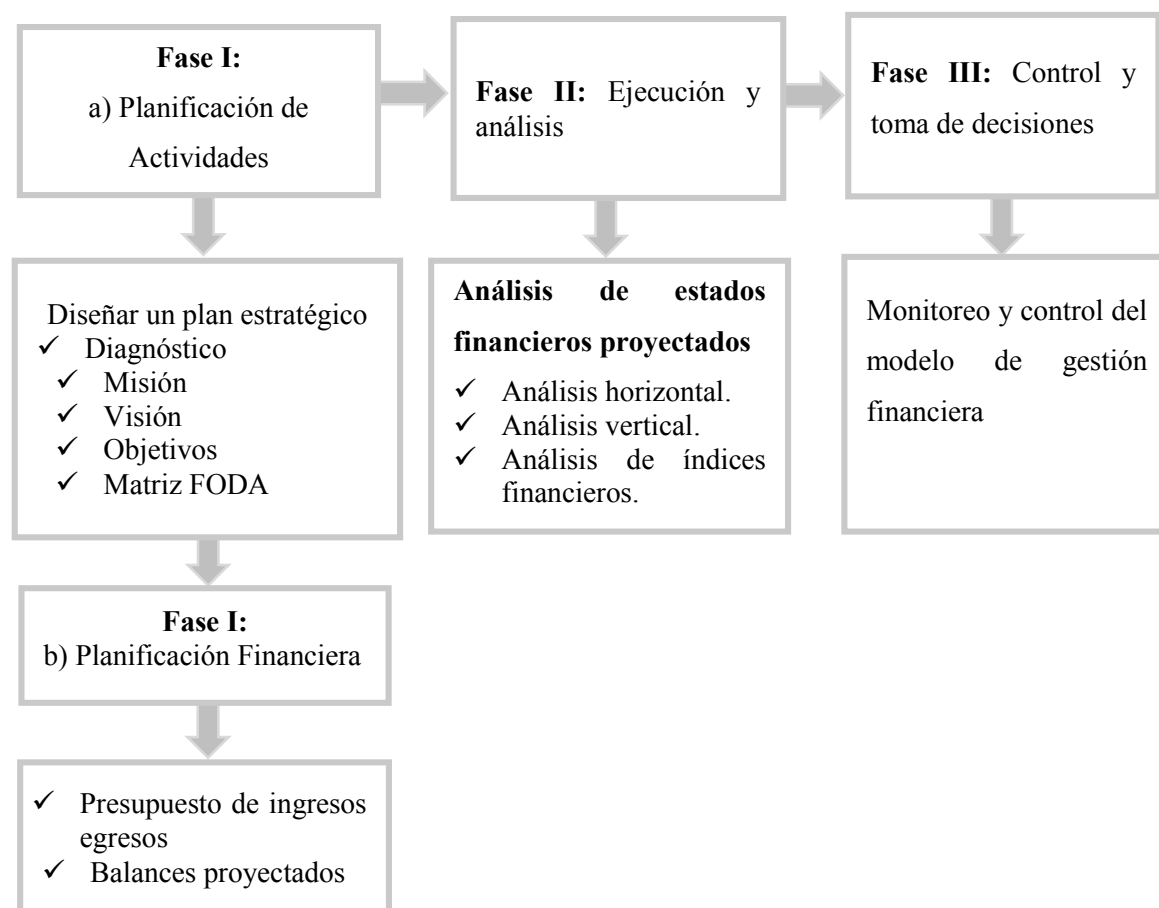 Fase I:
a) Planificación de
Actividades
Fase II: Ejecución y
análisis
Fase III: Control y
toma de decisiones
Diseñar un plan estratégico
✓ Diagnóstico
✓ Misión
✓ Visión
✓ Objetivos
✓ Matriz FODA
Análisis de estados
financieros proyectados
✓ Análisis horizontal.
✓ Análisis vertical.
✓ Análisis de índices
financieros.
Monitoreo y control del
modelo de gestión
financiera
Fase I:
b) Planificación Financiera
✓ Presupuesto de ingresos
egresos
✓ Balances proyectados